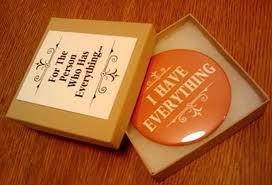 For The
Person
Who Has
Everything...
I HAVE
EVERYTHING